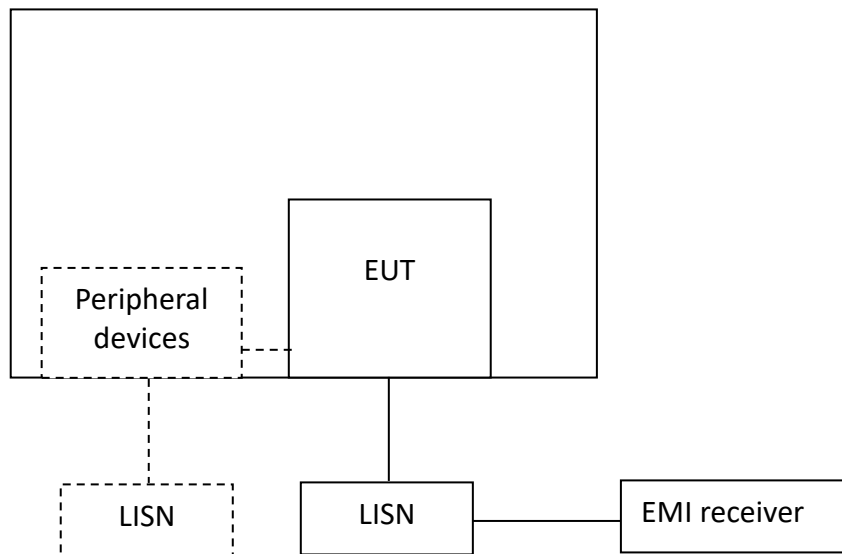 EUT
Peripheral
devices
LISN
LISN
EMI receiver